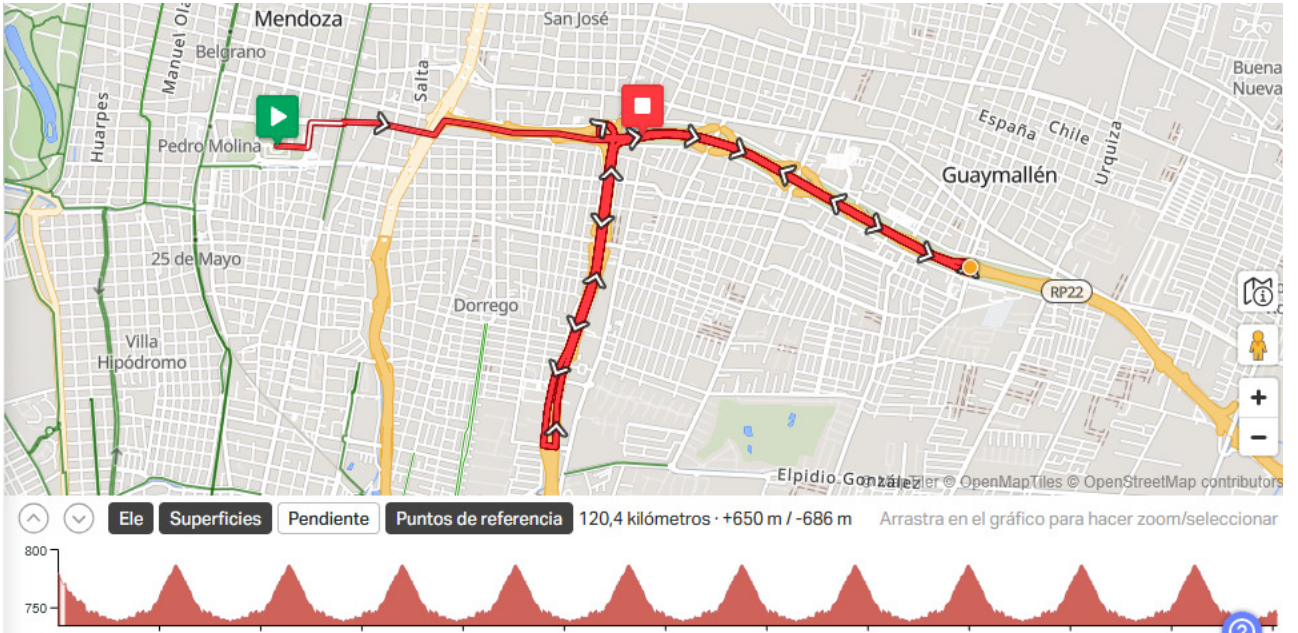 Mendoza
San José
Manuel Ola
Belgrano
Salta
Huarpes
Pedro Molina
España
Chile
Urquiza
Buena
Nueva
Guaymallén
25 de Mayo
Dorrego
RP22
Villa
Hipódromo
+
−
Elpidio González
er © OpenMapTiles © OpenStreetMap contributors
Ele
Superficies
Pendiente
Puntos de referencia
120,4 kilómetros · +650 m / -686 m
Arrastra en el gráfico para hacer zoom/seleccionar
800
750
?